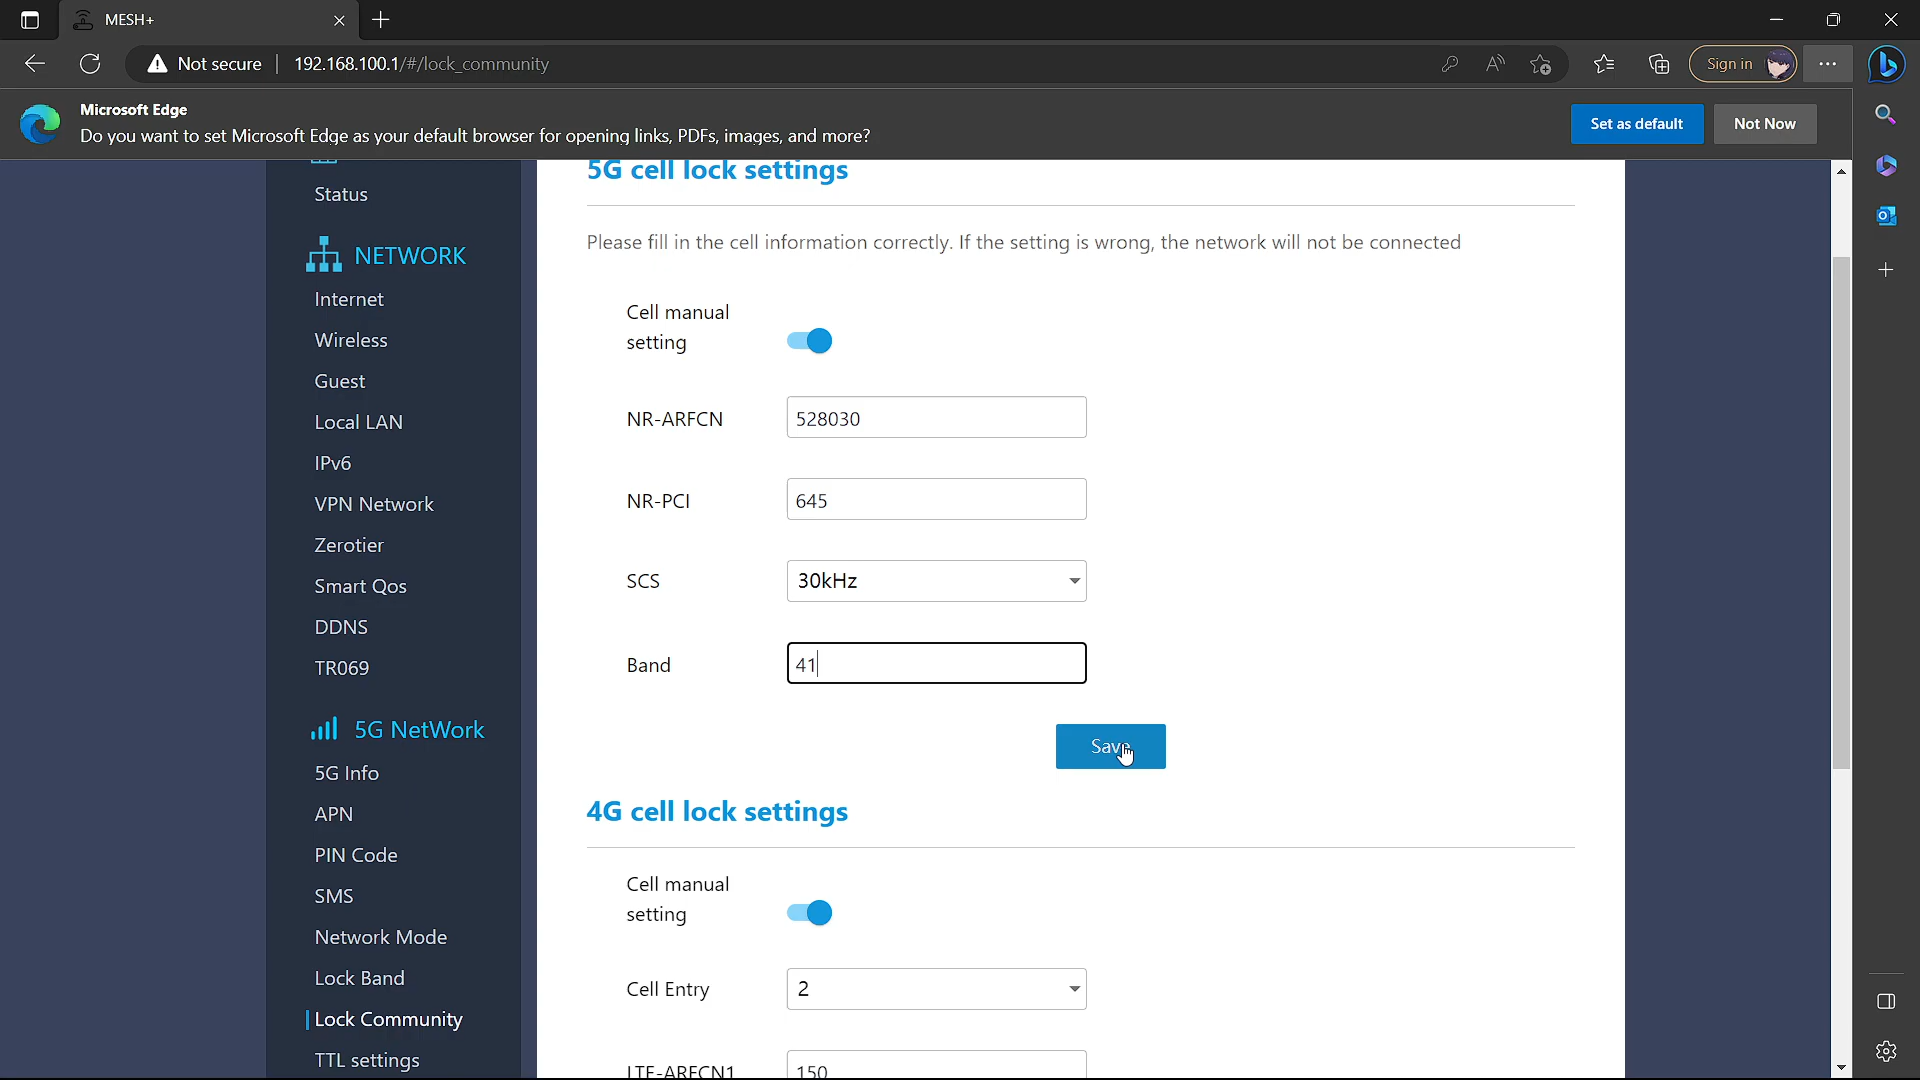 MESH+
Not secure
192.168.100.1/#/lock_community
Sign in
Microsoft Edge
Do you want to set Microsoft Edge as your default browser for opening links, PDFs, images, and more?
Set as default
Not Now
Status
NETWORK
Internet
Wireless
Guest
Local LAN
IPv6
VPN Network
Zerotier
Smart Qos
DDNS
TR069
5G NetWork
5G Info
APN
PIN Code
SMS
Network Mode
Lock Band
Lock Community
TTL settings
5G cell lock settings
Please fill in the cell information correctly. If the setting is wrong, the network will not be connected
Cell manual
setting
NR-ARFCN
528030
NR-PCI
645
SCS
30kHz
Band
41
Save
4G cell lock settings
Cell manual
setting
Cell Entry
2
LTE-ARFCN1
150